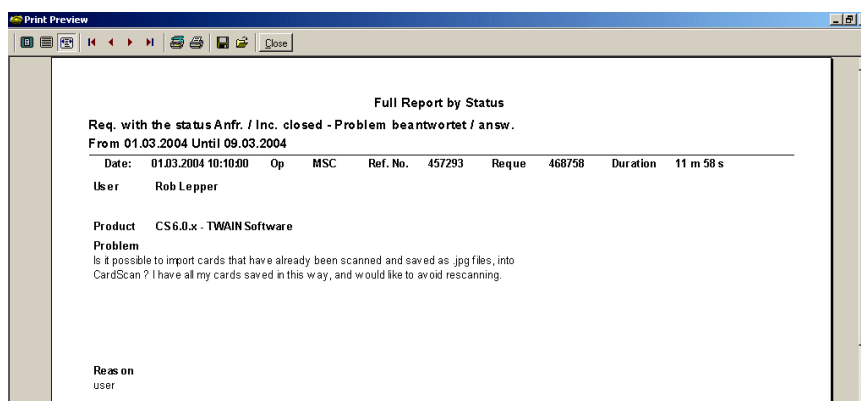 Print Preview
Close
Full Report by Status
Req. with the status Anfr. / Inc. closed - Problem beantwortet / answ.
From 01.03.2004 Until 09.03.2004
Date: 01.03.2004 10:10:00 Op MSC Ref. No. 457293 Reque 468758 Duration 11 m 58 s
User Rob Lepper
Product CS 6.0.x - TWAIN Software
Problem
Is it possible to import cards that have already been scanned and saved as .jpg files, into
CardScan ? I have all my cards saved in this way, and would like to avoid rescanning.
Reason
user